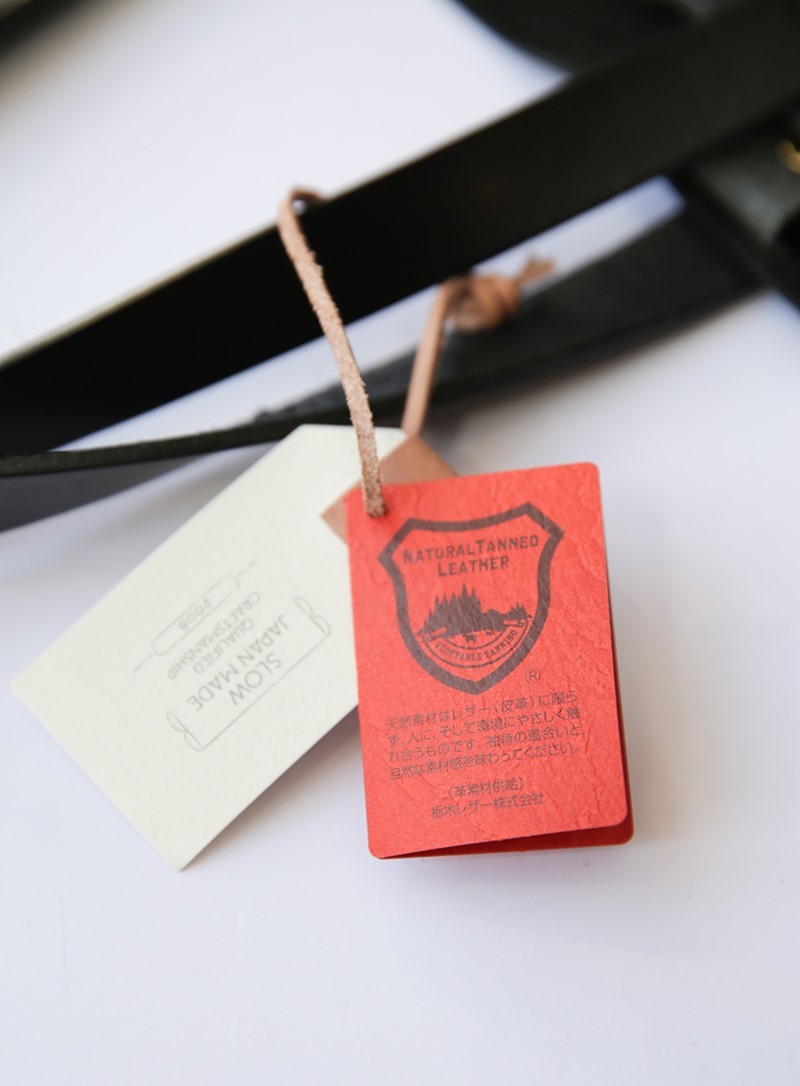 NATURAL TANNED
LEATHER
VEGETABLE TANNING
®
天然素材はレザー(皮革)に限ら
ず、人に、そして環境にやさしく触
れ合うものです。独特の風合いと
自然な素材感を味わってください。
〈革素材供給〉
栃木レザー株式会社
SLOW
JAPAN MADE
QUALIFIED
CRAFTSMANSHIP
2008